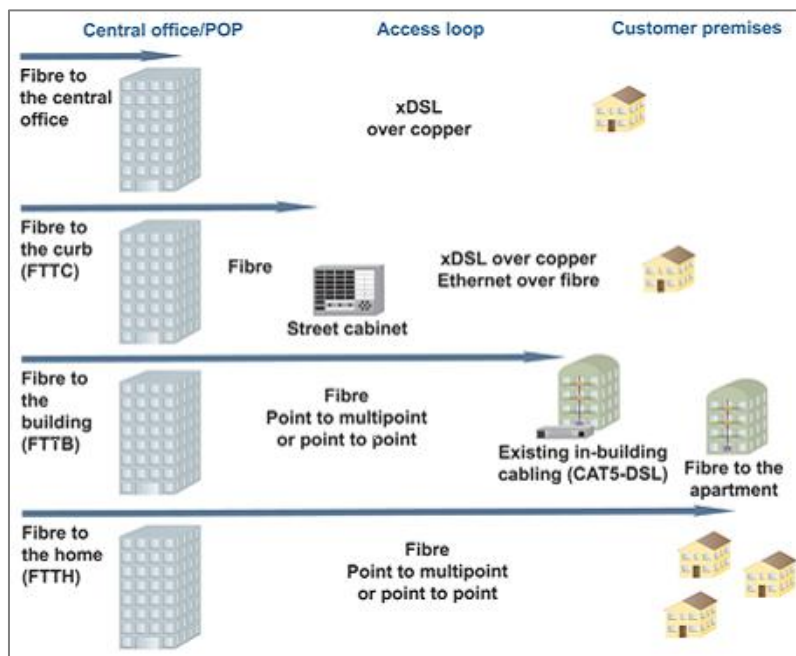 Central office/POP
Access loop
Customer premises
Fibre to
the central
office
xDSL
over copper
Fibre to
the curb
(FTTC)
Fibre
Street cabinet
xDSL over copper
Ethernet over fibre
Fibre to
the
building
(FTTB)
Fibre
Point to multipoint
or point to point
Existing in-building
cabling (CAT5-DSL)
Fibre to the
apartment
Fibre to
the home
(FTTH)
Fibre
Point to multipoint
or point to point